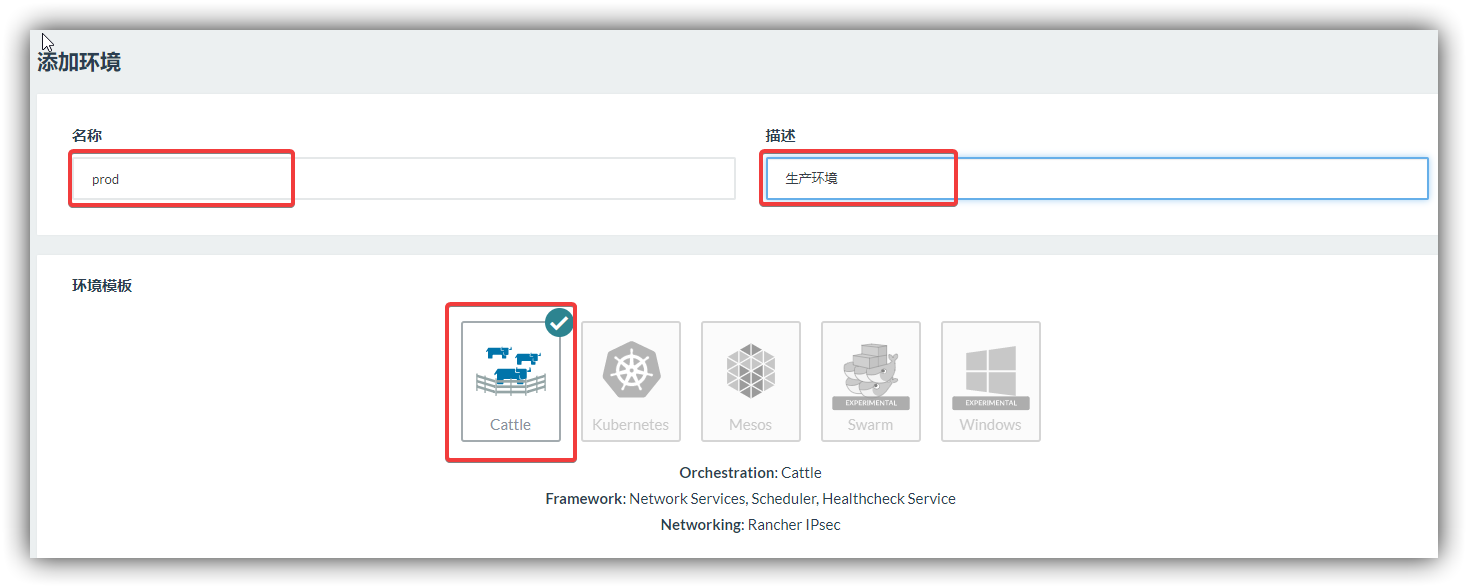 添加环境
名称
描述
prod
生产环境
环境模板
EXPERIMENTAL
EXPERIMENTAL
Cattle
Kubernetes
Mesos
Swarm
Windows
Orchestration: Cattle
Framework: Network Services, Scheduler, Healthcheck Service
Networking: Rancher IPsec